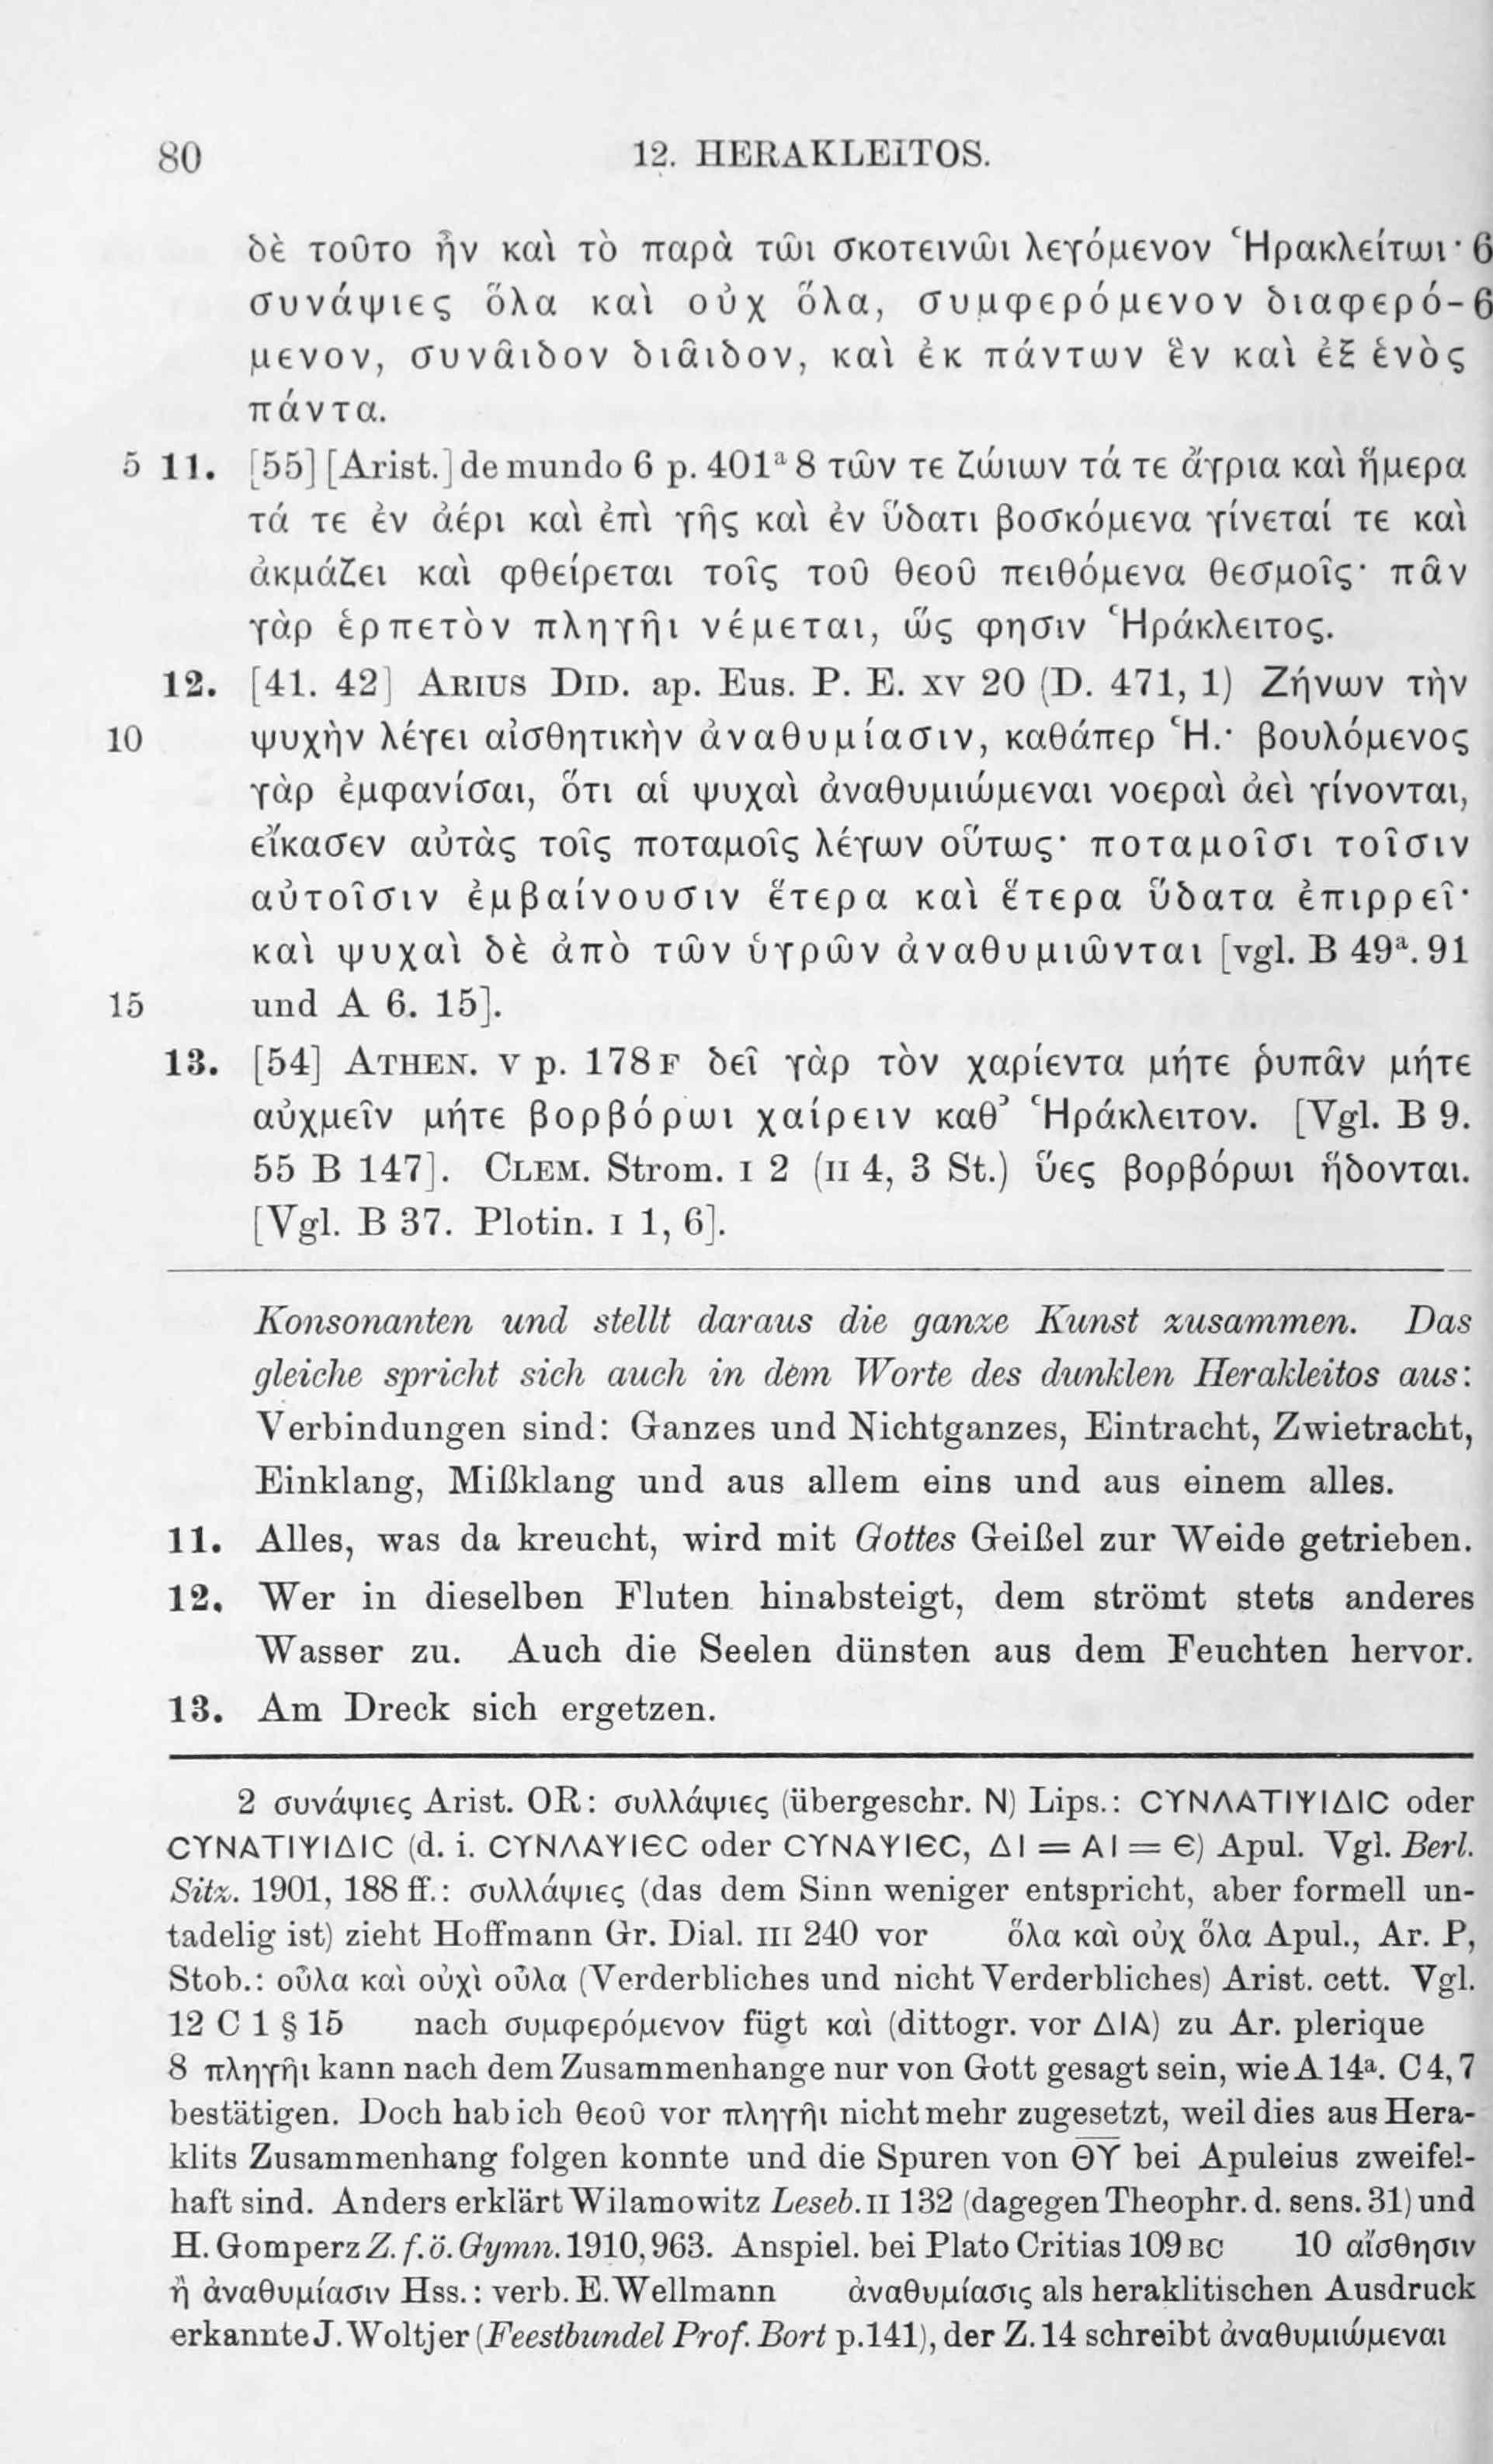 80 12. HERAKLEITOS.
δὲ τοῦτο ἦν καὶ τὸ παρὰ τῶι σκοτεινῶι λεγόμενον Ἡρακλείτωι· 6
συνάψιες ὅλα καὶ οὐχ ὅλα, συμφερόμενον διαφερό- 6
μενον, συνᾶιδον διᾶιδον, καὶ ἐκ πάντων ἓν καὶ ἐξ ἑνὸς
πάντα.
5 11. [55] [Arist.] de mundo 6 p. 401ᵃ 8 τῶν τε ζώιων τά τε ἄγρια καὶ ἥμερα
τά τε ἐν ἀέρι καὶ ἐπὶ γῆς καὶ ἐν ὕδατι βοσκόμενα γίνεταί τε καὶ
ἀκμάζει καὶ φθείρεται τοῖς τοῦ θεοῦ πειθόμενα θεσμοῖς· πᾶν
γὰρ ἑρπετὸν πληγῆι νέμεται, ὥς φησιν Ἡράκλειτος.
12. [41. 42] ARIUS DID. ap. Eus. P. E. XV 20 (D. 471, 1) Ζήνων τὴν
10 ψυχὴν λέγει αἰσθητικὴν ἀναθυμίασιν, καθάπερ Ἡ.· βουλόμενος
γὰρ ἐμφανίσαι, ὅτι αἱ ψυχαὶ ἀναθυμιώμεναι νοεραὶ ἀεὶ γίνονται,
εἴκασεν αὐτὰς τοῖς ποταμοῖς λέγων οὕτως· ποταμοῖσι τοῖσιν
αὐτοῖσιν ἐμβαίνουσιν ἕτερα καὶ ἕτερα ὕδατα ἐπιρρεῖ·
καὶ ψυχαὶ δὲ ἀπὸ τῶν ὑγρῶν ἀναθυμιῶνται [vgl. B 49ᵃ. 91
15 und A 6. 15].
13. [54] ATHEN. V p. 178 F δεῖ γὰρ τὸν χαρίεντα μήτε ῥυπᾶν μήτε
αὐχμεῖν μήτε βορβόρωι χαίρειν καθ’ Ἡράκλειτον. [Vgl. B 9.
55 B 147]. CLEM. Strom. I 2 (II 4, 3 St.) ὕες βορβόρωι ἥδονται.
[Vgl. B 37. Plotin. I 1, 6].
Konsonanten und stellt daraus die ganze Kunst zusammen. Das
gleiche spricht sich auch in dem Worte des dunklen Herakleitos aus:
Verbindungen sind: Ganzes und Nichtganzes, Eintracht, Zwietracht,
Einklang, Mißklang und aus allem eins und aus einem alles.
11. Alles, was da kreucht, wird mit Gottes Geißel zur Weide getrieben.
12. Wer in dieselben Fluten hinabsteigt, dem strömt stets anderes
Wasser zu. Auch die Seelen dünsten aus dem Feuchten hervor.
13. Am Dreck sich ergetzen.
2 συνάψιες Arist. OR: συλλάψιες (übergeschr. N) Lips.: CΥΝΛΑΤΙΨΙΔΙC oder
CΥΝΑΤΙΨΙΔΙC (d. i. CΥΝΛΑΨΙЄC oder CΥΝΑΨΙЄC, ΔΙ = ΑΙ = Є) Apul. Vgl. Berl.
Sitz. 1901, 188 ff.: συλλάψιες (das dem Sinn weniger entspricht, aber formell un-
tadelig ist) zieht Hoffmann Gr. Dial. III 240 vor ὅλα καὶ οὐχ ὅλα Apul., Ar. P,
Stob.: οὖλα καὶ οὐχὶ οὖλα (Verderbliches und nicht Verderbliches) Arist. cett. Vgl.
12 C 1 § 15 nach συμφερόμενον fügt καὶ (dittogr. vor ΔΙΑ) zu Ar. plerique
8 πληγῆι kann nach dem Zusammenhange nur von Gott gesagt sein, wie A 14ᵃ. C 4, 7
bestätigen. Doch hab ich θεοῦ vor πληγῆι nicht mehr zugesetzt, weil dies aus Hera-
klits Zusammenhang folgen konnte und die Spuren von Θ̅Υ̅ bei Apuleius zweifel-
haft sind. Anders erklärt Wilamowitz Leseb. II 132 (dagegen Theophr. d. sens. 31) und
H. Gomperz Z. f. ö. Gymn. 1910, 963. Anspiel. bei Plato Critias 109 BC 10 αἴσθησιν
ἢ ἀναθυμίασιν Hss.: verb. E. Wellmann ἀναθυμίασις als heraklitischen Ausdruck
erkannte J. Woltjer (Feestbundel Prof. Bort p. 141), der Z. 14 schreibt ἀναθυμιώμεναι